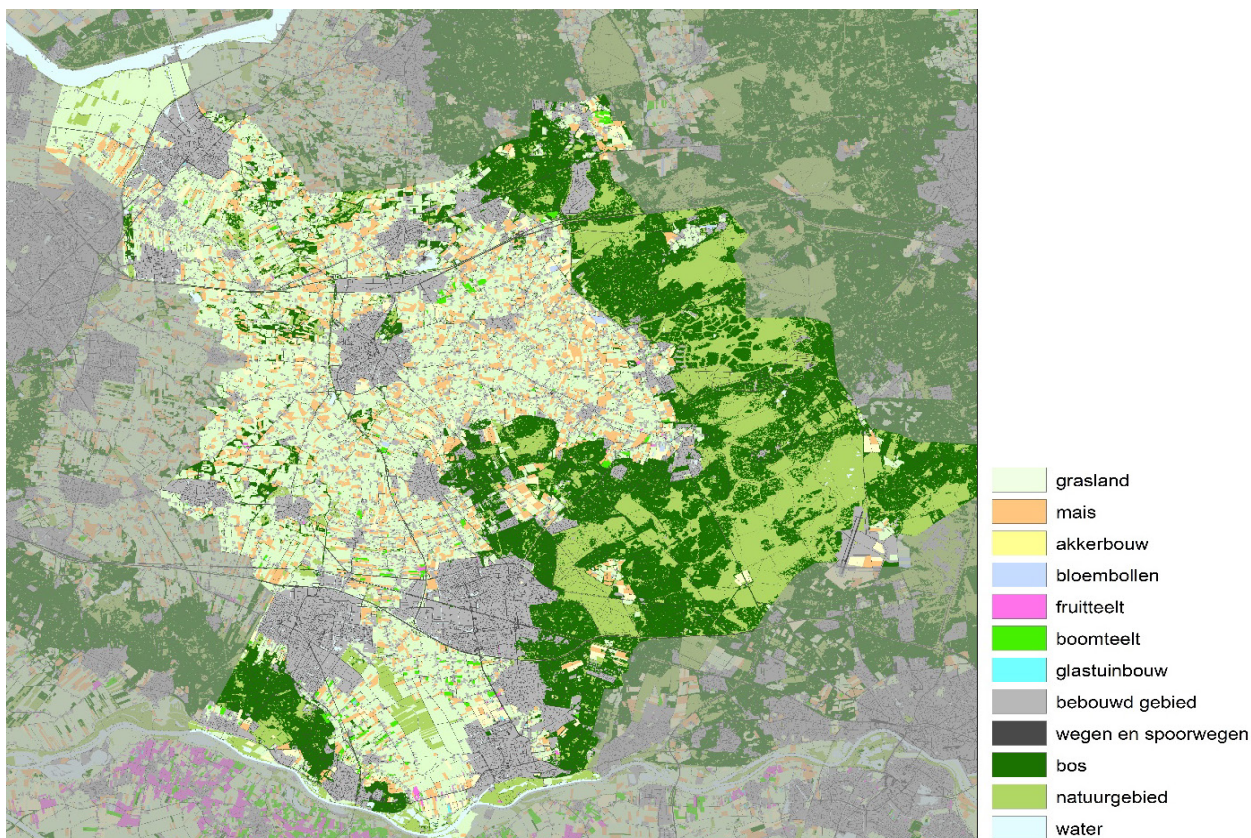 grasland
mais
akkerbouw
bloembollen
fruitteelt
boomteelt
glastuinbouw
bebouwd gebied
wegen en spoorwegen
bos
natuurgebied
water